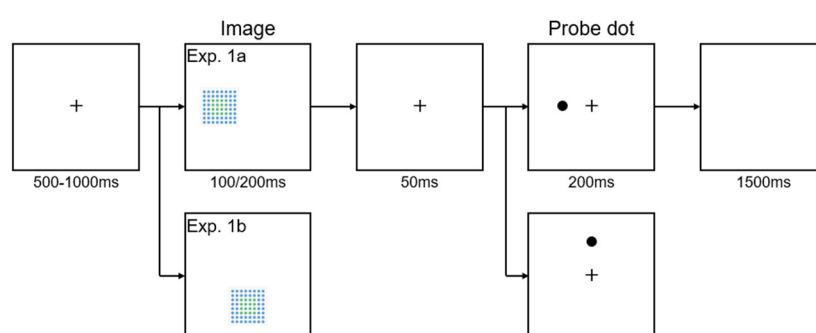 Image
Probe dot
Exp. 1a
500-1000ms
100/200ms
50ms
200ms
1500ms
Exp. 1b